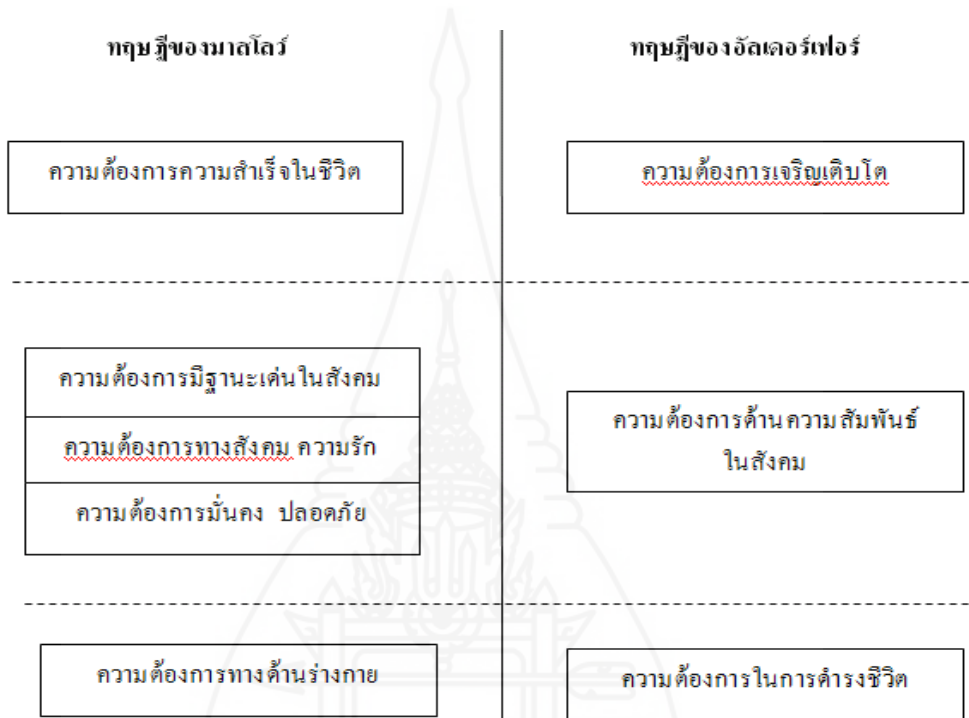 ทฤษฎีของมาสโลว์
ทฤษฎีของอัลเดอร์เฟอร์
ความต้องการความสำเร็จในชีวิต
ความต้องการเจริญเติบโต
ความต้องการมีฐานะเด่นในสังคม
ความต้องการทางสังคม ความรัก
ความต้องการมั่นคง ปลอดภัย
ความต้องการด้านความสัมพันธ์
ในสังคม
ความต้องการทางด้านร่างกาย
ความต้องการในการดำรงชีวิต